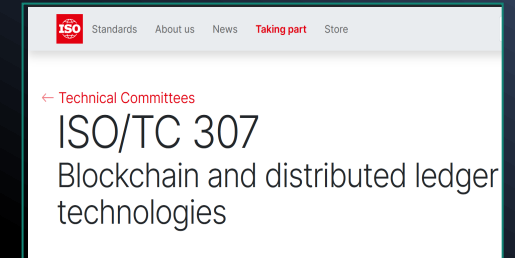 ISO Standards About us News Taking part Store
← Technical Committees
ISO/TC 307
Blockchain and distributed ledger
technologies